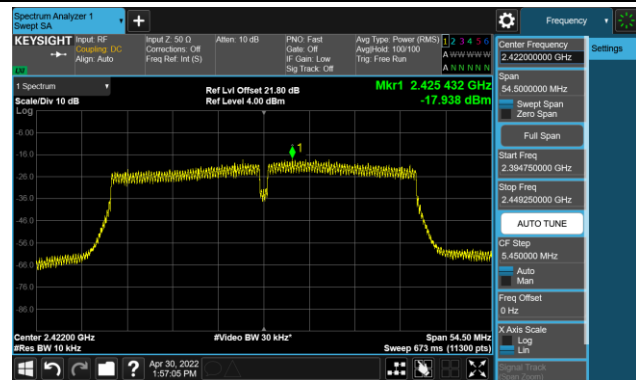 Spectrum Analyzer 1
Swept SA
+
Frequency
KEYSIGHT
Input: RF
Coupling: DC
Align: Auto
Input Z: 50 Ω
Corrections: Off
Freq Ref: Int (S)
Atten: 10 dB
PNO: Fast
Gate: Off
IF Gain: Low
Sig Track: Off
Avg Type: Power (RMS)
Avg|Hold: 100/100
Trig: Free Run
1 2 3 4 5 6
A W W W W W
A N N N N N
LW
Center Frequency
2.422000000 GHz
Settings
Span
54.5000000 MHz
Swept Span
Zero Span
Full Span
Start Freq
2.394750000 GHz
Stop Freq
2.449250000 GHz
AUTO TUNE
CF Step
5.450000 MHz
Auto
Man
Freq Offset
0 Hz
X Axis Scale
Log
Lin
Signal Track
(Span Zoom)
1 Spectrum
Scale/Div 10 dB
Ref Lvl Offset 21.80 dB
Ref Level 4.00 dBm
Mkr1 2.425 432 GHz
-17.938 dBm
Log
-6.00
-16.0
-26.0
-36.0
-46.0
-56.0
-66.0
-76.0
-86.0
1
Center 2.42200 GHz
#Res BW 10 kHz
#Video BW 30 kHz*
Span 54.50 MHz
Sweep 673 ms (11300 pts)
?
Apr 30, 2022
1:57:05 PM